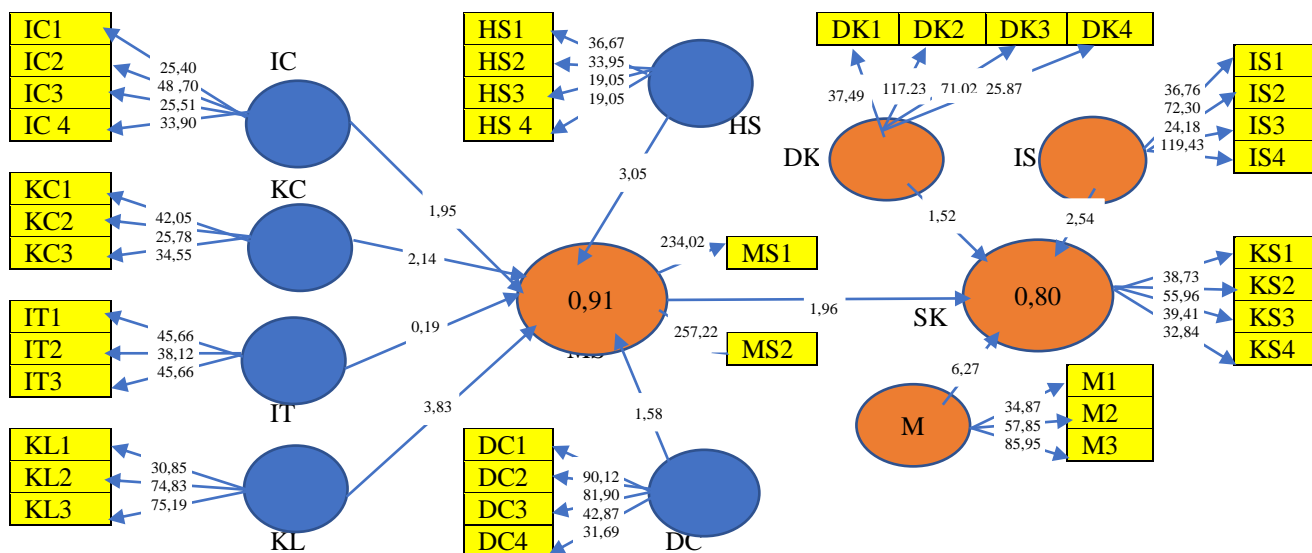 IC1
IC2
IC3
IC 4
25,40
48 ,70
25,51
33,90
IC
HS1
HS2
HS3
HS 4
36,67
33,95
19,05
19,05
HS
DK1 DK2 DK3 DK4
37,49 117.23 71.02 25.87
DK
IS
36,76
72,30
24,18
119,43
IS1
IS2
IS3
IS4
KC1
KC2
KC3
42,05
25,78
34,55
KC
1,95
3,05
2,14
0,19
3,83
1,58
0,91
MS
234,02
257,22
MS1
MS2
1,52
2,54
1,96
6,27
SK
0,80
38,73
55,96
39,41
32,84
KS1
KS2
KS3
KS4
IT1
IT2
IT3
45,66
38,12
45,66
IT
M
34,87
57,85
85,95
M1
M2
M3
KL1
KL2
KL3
30,85
74,83
75,19
KL
DC1
DC2
DC3
DC4
90,12
81,90
42,87
31,69
DC